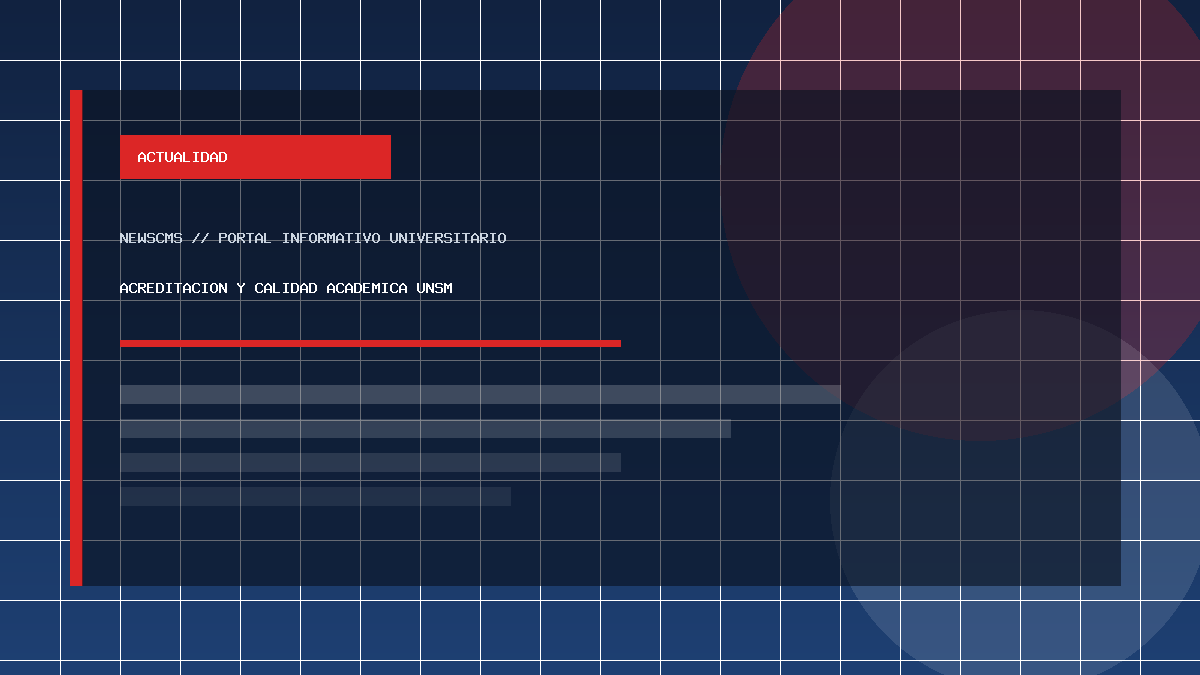 ACTUALIDAD
NEWSCMS // PORTAL INFORMATIVO UNIVERSITARIO
ACREDITACION Y CALIDAD ACADEMICA UNSM